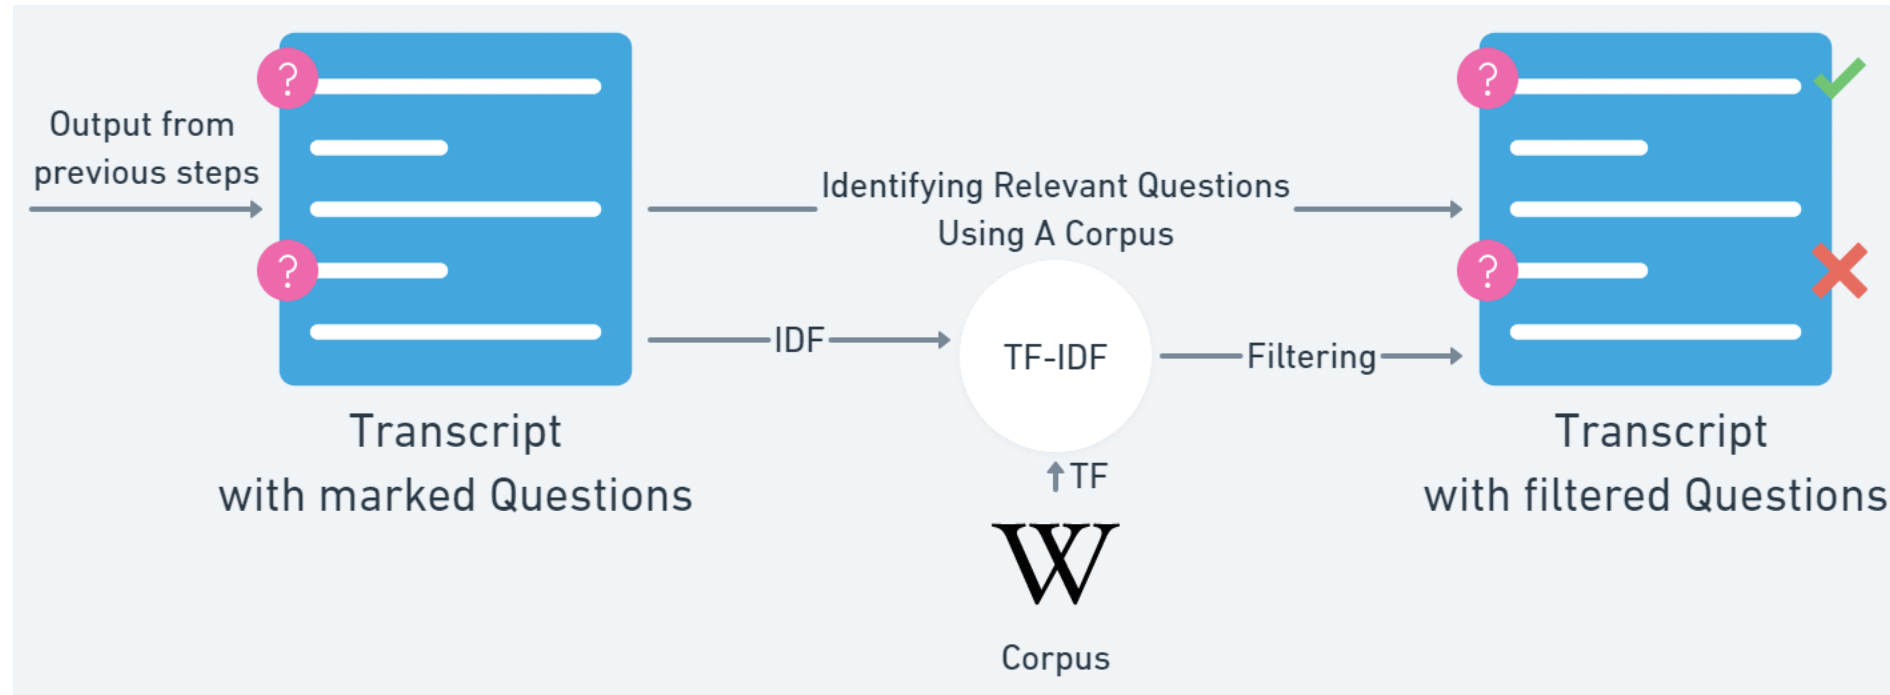 Output from
previous steps
?
?
Transcript
with marked Questions
Identifying Relevant Questions
Using A Corpus
IDF
TF-IDF
TF
W
Corpus
Filtering
?
?
Transcript
with filtered Questions